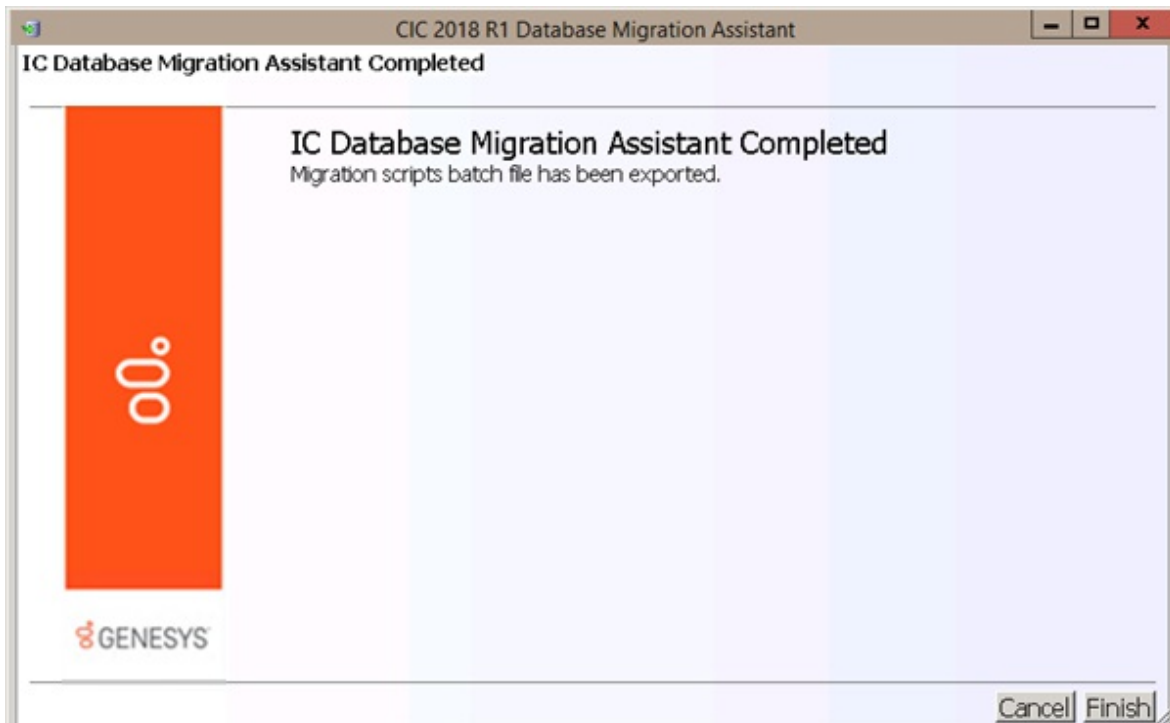 CIC 2018 R1 Database Migration Assistant
IC Database Migration Assistant Completed
IC Database Migration Assistant Completed
Migration scripts batch file has been exported.
GENESYS
Cancel Finish